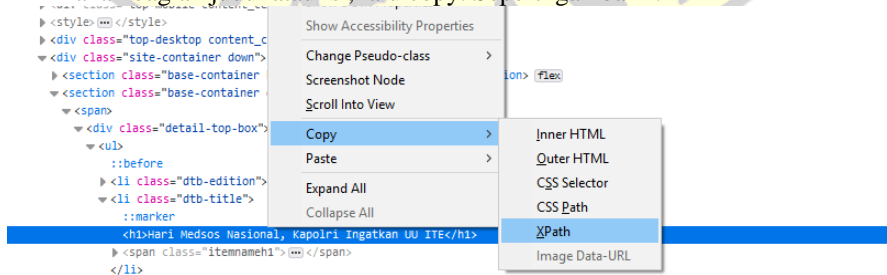 <style> ... </style>
Show Accessibility Properties
<div class="top-desktop content_c
<div class="site-container down">
Change Pseudo-class >
<section class="base-container
ion> flex
Screenshot Node
<section class="base-container
Scroll Into View
<span>
<div class="detail-top-box">
Copy >
Inner HTML
<ul>
Paste >
Outer HTML
::before
CSS Selector
<li class="dtb-edition">
Expand All
<li class="dtb-title">
CSS Path
Collapse All
::marker
<h1>Hari Medsos Nasional, Kapolri Ingatkan UU ITE</h1>
XPath
<span class="itemnameh1"> ... </span>
Image Data-URL
</li>